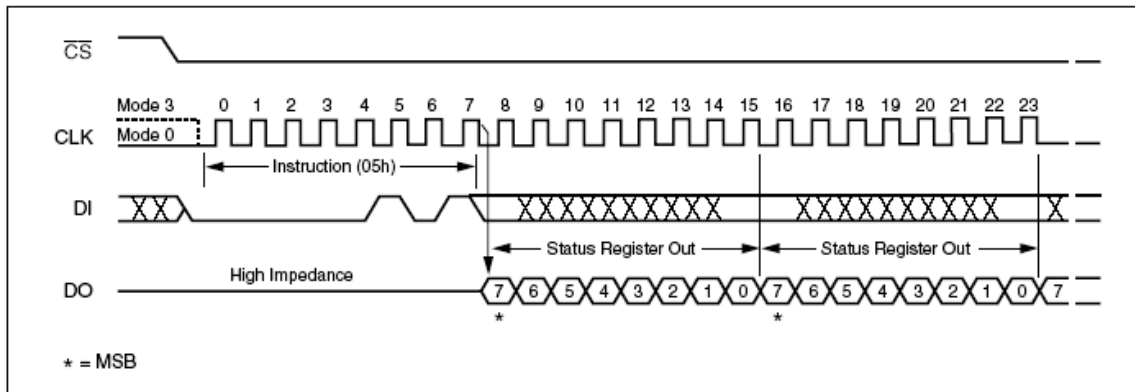 CS
Mode 3 0 1 2 3 4 5 6 7 8 9 10 11 12 13 14 15 16 17 18 19 20 21 22 23
CLK Mode 0
Instruction (05h)
DI
Status Register Out Status Register Out
High Impedance
DO 7 6 5 4 3 2 1 0 7 6 5 4 3 2 1 0 7
* *
* = MSB